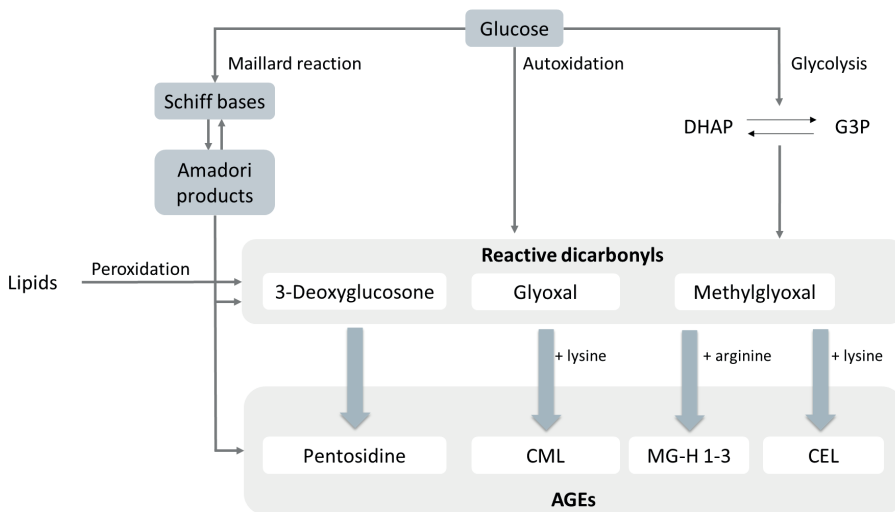 Glucose
Maillard reaction
Autoxidation
Glycolysis
Schiff bases
DHAP
G3P
Amadori
products
Reactive dicarbonyls
Lipids
Peroxidation
3-Deoxyglucosone
Glyoxal
Methylglyoxal
+ lysine
+ arginine
+ lysine
Pentosidine
CML
MG-H 1-3
CEL
AGEs